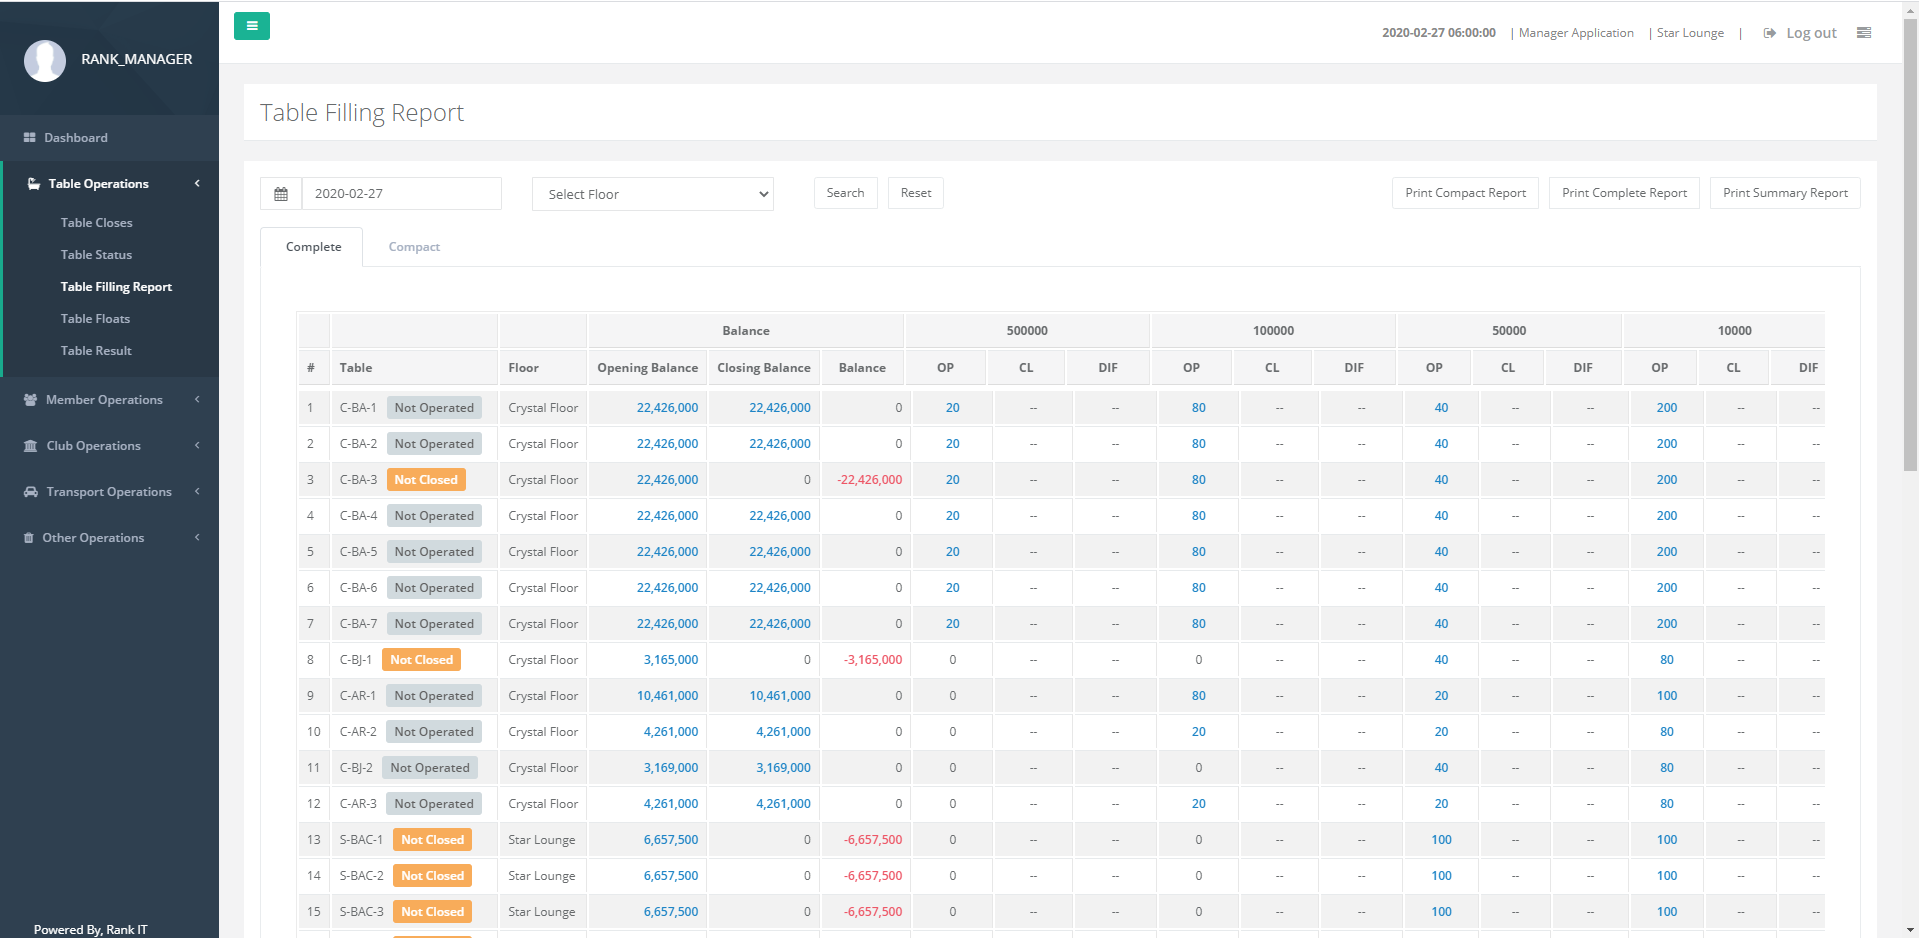 RANK_MANAGER
Dashboard
Table Operations
Table Closes
Table Status
Table Filling Report
Table Floats
Table Result
Member Operations
Club Operations
Transport Operations
Other Operations
Powered By, Rank IT
2020-02-27 06:00:00 | Manager Application | Star Lounge | Log out
Table Filling Report
2020-02-27 Select Floor Search Reset Print Compact Report Print Complete Report Print Summary Report
Complete Compact
Balance 500000 100000 50000 10000
# Table Floor Opening Balance Closing Balance Balance OP CL DIF OP CL DIF OP CL DIF OP CL DIF
1 C-BA-1 Not Operated Crystal Floor 22,426,000 22,426,000 0 20 -- -- 80 -- -- 40 -- -- 200 -- --
2 C-BA-2 Not Operated Crystal Floor 22,426,000 22,426,000 0 20 -- -- 80 -- -- 40 -- -- 200 -- --
3 C-BA-3 Not Closed Crystal Floor 22,426,000 0 -22,426,000 20 -- -- 80 -- -- 40 -- -- 200 -- --
4 C-BA-4 Not Operated Crystal Floor 22,426,000 22,426,000 0 20 -- -- 80 -- -- 40 -- -- 200 -- --
5 C-BA-5 Not Operated Crystal Floor 22,426,000 22,426,000 0 20 -- -- 80 -- -- 40 -- -- 200 -- --
6 C-BA-6 Not Operated Crystal Floor 22,426,000 22,426,000 0 20 -- -- 80 -- -- 40 -- -- 200 -- --
7 C-BA-7 Not Operated Crystal Floor 22,426,000 22,426,000 0 20 -- -- 80 -- -- 40 -- -- 200 -- --
8 C-BJ-1 Not Closed Crystal Floor 3,165,000 0 -3,165,000 0 -- -- 0 -- -- 40 -- -- 80 -- --
9 C-AR-1 Not Operated Crystal Floor 10,461,000 10,461,000 0 0 -- -- 80 -- -- 20 -- -- 100 -- --
10 C-AR-2 Not Operated Crystal Floor 4,261,000 4,261,000 0 0 -- -- 20 -- -- 20 -- -- 80 -- --
11 C-BJ-2 Not Operated Crystal Floor 3,169,000 3,169,000 0 0 -- -- 0 -- -- 40 -- -- 80 -- --
12 C-AR-3 Not Operated Crystal Floor 4,261,000 4,261,000 0 0 -- -- 20 -- -- 20 -- -- 80 -- --
13 S-BAC-1 Not Closed Star Lounge 6,657,500 0 -6,657,500 0 -- -- 0 -- -- 100 -- -- 100 -- --
14 S-BAC-2 Not Closed Star Lounge 6,657,500 0 -6,657,500 0 -- -- 0 -- -- 100 -- -- 100 -- --
15 S-BAC-3 Not Closed Star Lounge 6,657,500 0 -6,657,500 0 -- -- 0 -- -- 100 -- -- 100 -- --